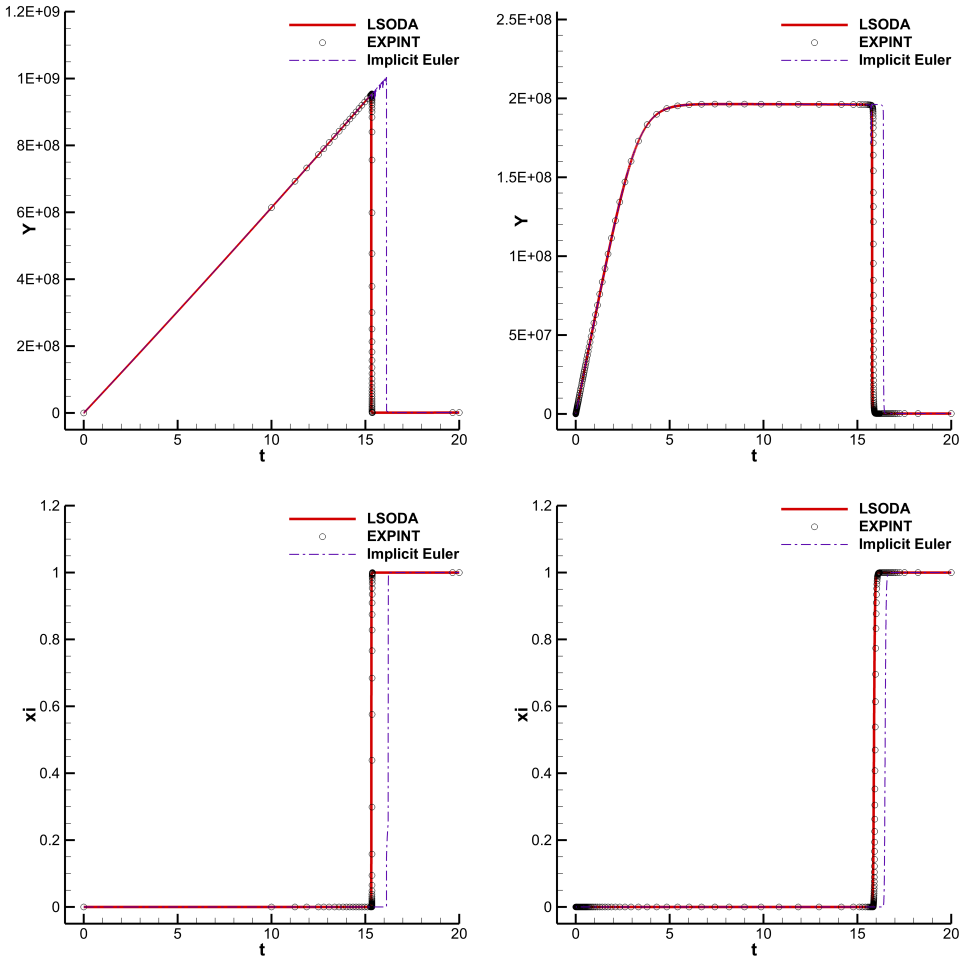 1.2E+09
1E+09
8E+08
6E+08
4E+08
2E+08
0
Y
0 5 10 15 20
t
LSODA
EXPINT
Implicit Euler
2.5E+08
2E+08
1.5E+08
1E+08
5E+07
0
Y
0 5 10 15 20
t
LSODA
EXPINT
Implicit Euler
1.2
1
0.8
0.6
0.4
0.2
0
xi
0 5 10 15 20
t
LSODA
EXPINT
Implicit Euler
1.2
1
0.8
0.6
0.4
0.2
0
xi
0 5 10 15 20
t
LSODA
EXPINT
Implicit Euler